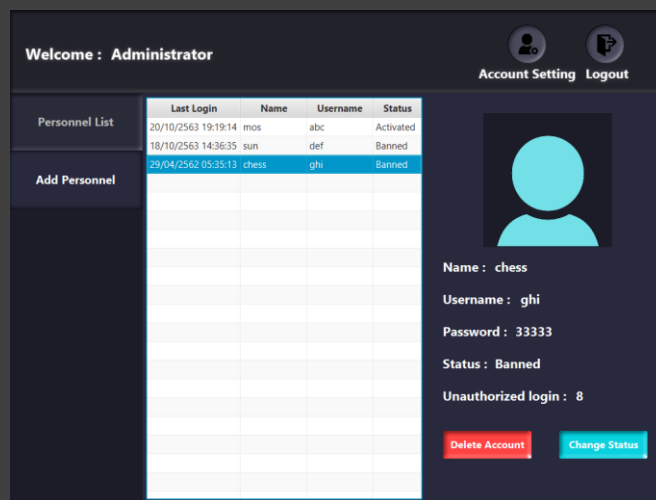 Welcome : Administrator
Account Setting Logout
Personnel List
Add Personnel
Last Login Name Username Status
20/10/2563 19:19:14 mos abc Activated
18/10/2563 14:36:35 sun def Banned
29/04/2562 05:35:13 chess ghi Banned
Name : chess
Username : ghi
Password : 33333
Status : Banned
Unauthorized login : 8
Delete Account Change Status